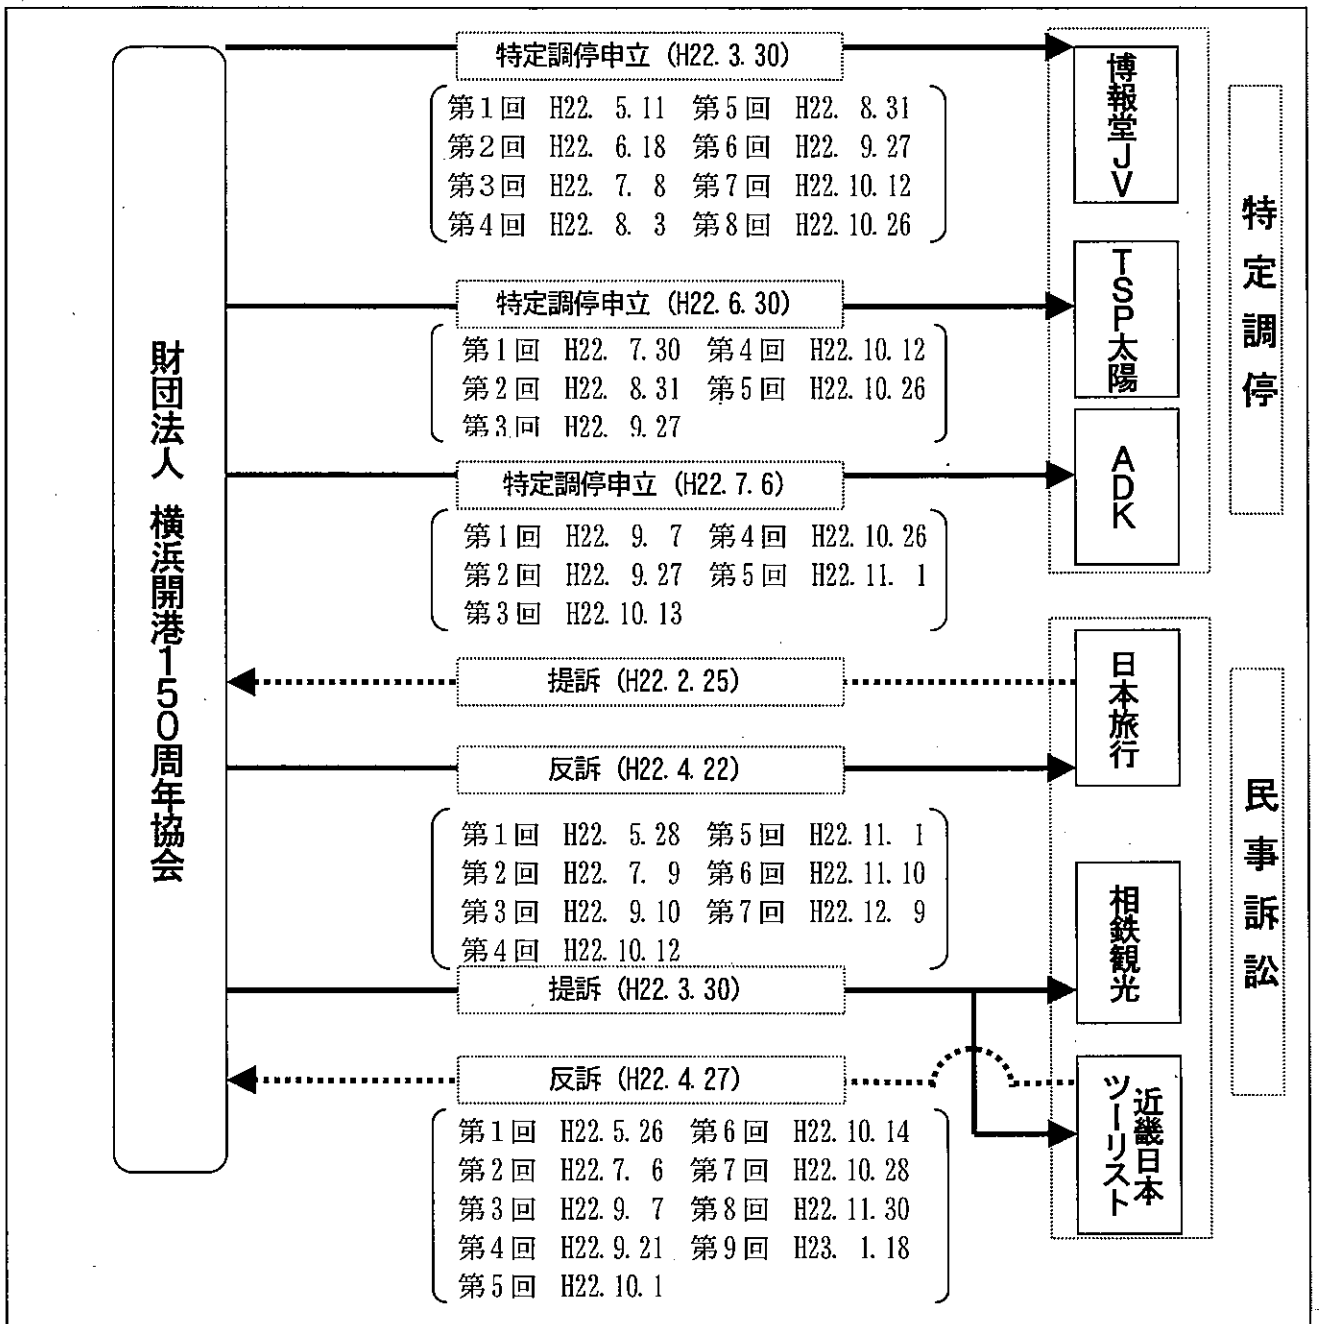 財団法人 横浜開港150周年協会
特定調停申立 (H22. 3. 30)
第1回 H22. 5.11 第5回 H22. 8.31
第2回 H22. 6.18 第6回 H22. 9.27
第3回 H22. 7. 8 第7回 H22.10.12
第4回 H22. 8. 3 第8回 H22.10.26
博報堂JV
特定調停申立 (H22. 6. 30)
第1回 H22. 7.30 第4回 H22.10.12
第2回 H22. 8.31 第5回 H22.10.26
第3回 H22. 9.27
TSP太陽
特定調停申立 (H22. 7. 6)
第1回 H22. 9. 7 第4回 H22.10.26
第2回 H22. 9.27 第5回 H22.11. 1
第3回 H22.10.13
ADK
特定調停
提訴 (H22. 2. 25)
反訴 (H22. 4. 22)
第1回 H22. 5.28 第5回 H22.11. 1
第2回 H22. 7. 9 第6回 H22.11.10
第3回 H22. 9.10 第7回 H22.12. 9
第4回 H22.10.12
日本旅行
提訴 (H22. 3. 30)
相鉄観光
反訴 (H22. 4. 27)
第1回 H22.5.26 第6回 H22.10.14
第2回 H22.7. 6 第7回 H22.10.28
第3回 H22.9. 7 第8回 H22.11.30
第4回 H22.9.21 第9回 H23. 1.18
第5回 H22.10.1
近畿日本
ツーリスト
民事訴訟